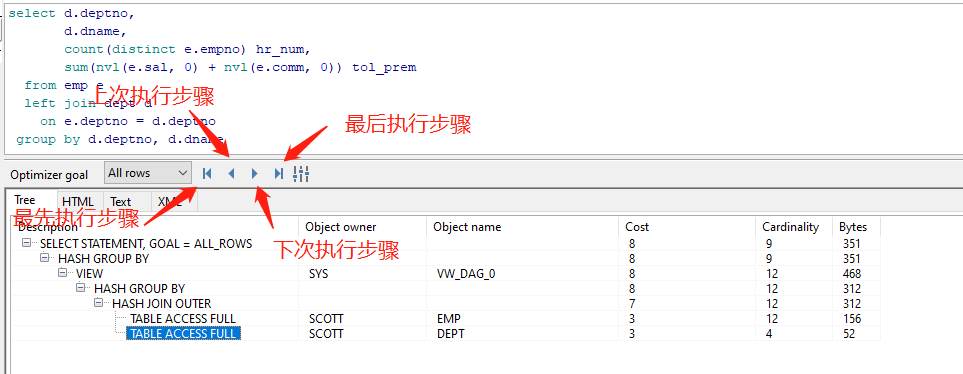 select d.deptno,
d.dname,
count(distinct e.empno) hr_num,
sum(nvl(e.sal, 0) + nvl(e.comm, 0)) tol_prem
from emp e
left join dept d
上次执行步骤
on e.deptno = d.deptno
最后执行步骤
group by d.deptno, d.dname
Optimizer goal All rows
Tree HTML Text XML
最先执行步骤
Description Object owner Object name Cost Cardinality Bytes
下次执行步骤
SELECT STATEMENT, GOAL = ALL_ROWS 8 9 351
HASH GROUP BY 8 9 351
VIEW SYS VW_DAG_0 8 12 468
HASH GROUP BY 8 12 312
HASH JOIN OUTER 7 12 312
TABLE ACCESS FULL SCOTT EMP 3 12 156
TABLE ACCESS FULL SCOTT DEPT 3 4 52